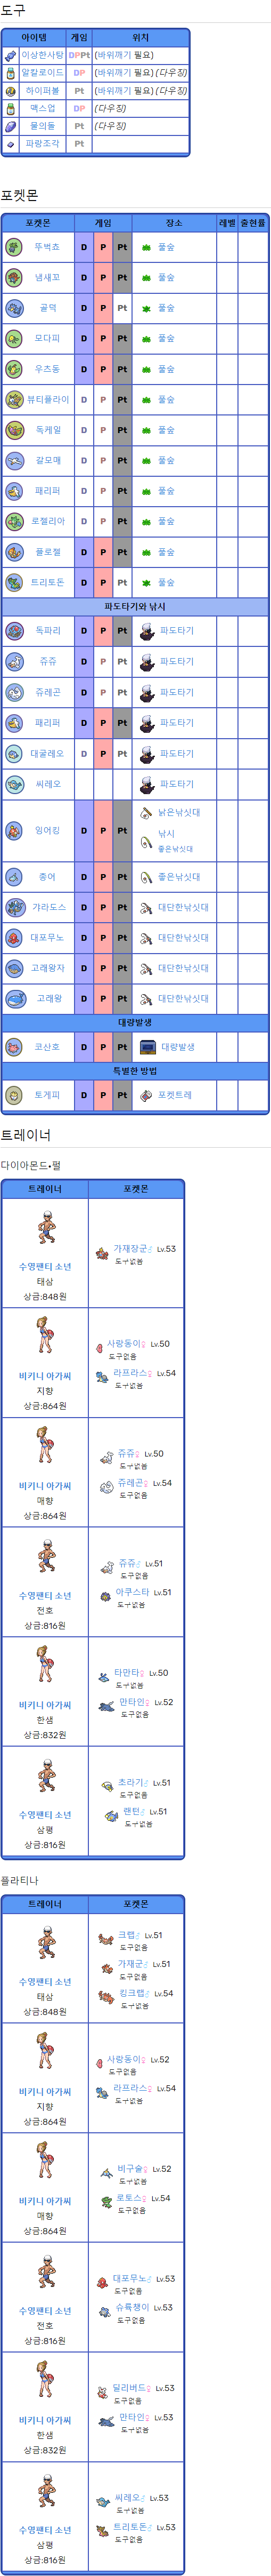 도구
아이템 게임 위치
이상한사탕 DPPt (바위깨기 필요)
알칼로이드 DP (바위깨기 필요) (다우징)
하이퍼볼 Pt (바위깨기 필요) (다우징)
맥스업 DP (다우징)
물의돌 Pt (다우징)
파랑조각 Pt
포켓몬
포켓몬 게임 장소 레벨 출현률
뚜벅쵸 D P Pt 풀숲
냄새꼬 D P Pt 풀숲
골덕 D P Pt 풀숲
모다피 D P Pt 풀숲
우츠동 D P Pt 풀숲
뷰티플라이 D P Pt 풀숲
독케일 D P Pt 풀숲
갈모매 D P Pt 풀숲
패리퍼 D P Pt 풀숲
로젤리아 D P Pt 풀숲
플로젤 D P Pt 풀숲
트리토돈 D P Pt 풀숲
파도타기와 낚시
독파리 D P Pt 파도타기
쥬쥬 D P Pt 파도타기
쥬레곤 D P Pt 파도타기
패리퍼 D P Pt 파도타기
대굴레오 D P Pt 파도타기
씨레오 파도타기
잉어킹 D P Pt 낡은낚싯대
낚시
좋은낚싯대
총어 D P Pt 좋은낚싯대
갸라도스 D P Pt 대단한낚싯대
대포무노 D P Pt 대단한낚싯대
고래왕자 D P Pt 대단한낚싯대
고래왕 D P Pt 대단한낚싯대
대량발생
코산호 D P Pt 대량발생
특별한 방법
토게피 D P Pt 포켓트레
트레이너
다이아몬드•펄
트레이너 포켓몬
수영팬티 소년
태삼
상금:848원
가재장군♂ Lv.53
도구없음
비키니 아가씨
지향
상금:864원
사랑동이♀ Lv.50
도구없음
라프라스♀ Lv.54
도구없음
비키니 아가씨
매향
상금:864원
쥬쥬♀ Lv.50
도구없음
쥬레곤♀ Lv.54
도구없음
수영팬티 소년
전호
상금:816원
쥬쥬♂ Lv.51
도구없음
아쿠스타 Lv.51
도구없음
비키니 아가씨
한샘
상금:832원
타만타♀ Lv.50
도구없음
만타인♀ Lv.52
도구없음
수영팬티 소년
삼평
상금:816원
초라기♂ Lv.51
도구없음
랜턴♂ Lv.51
도구없음
플라티나
트레이너 포켓몬
수영팬티 소년
태삼
상금:848원
크랩♂ Lv.51
도구없음
가재군♂ Lv.51
도구없음
킹크랩♂ Lv.54
도구없음
비키니 아가씨
지향
상금:864원
사랑동이♀ Lv.52
도구없음
라프라스♀ Lv.54
도구없음
비키니 아가씨
매향
상금:864원
비구술♀ Lv.52
도구없음
로토스♀ Lv.54
도구없음
수영팬티 소년
전호
상금:816원
대포무노♂ Lv.53
도구없음
슈륙챙이 Lv.53
도구없음
비키니 아가씨
한샘
상금:832원
딜리버드♀ Lv.53
도구없음
만타인♀ Lv.53
도구없음
수영팬티 소년
삼평
상금:816원
씨레오♂ Lv.53
도구없음
트리토돈♂ Lv.53
도구없음